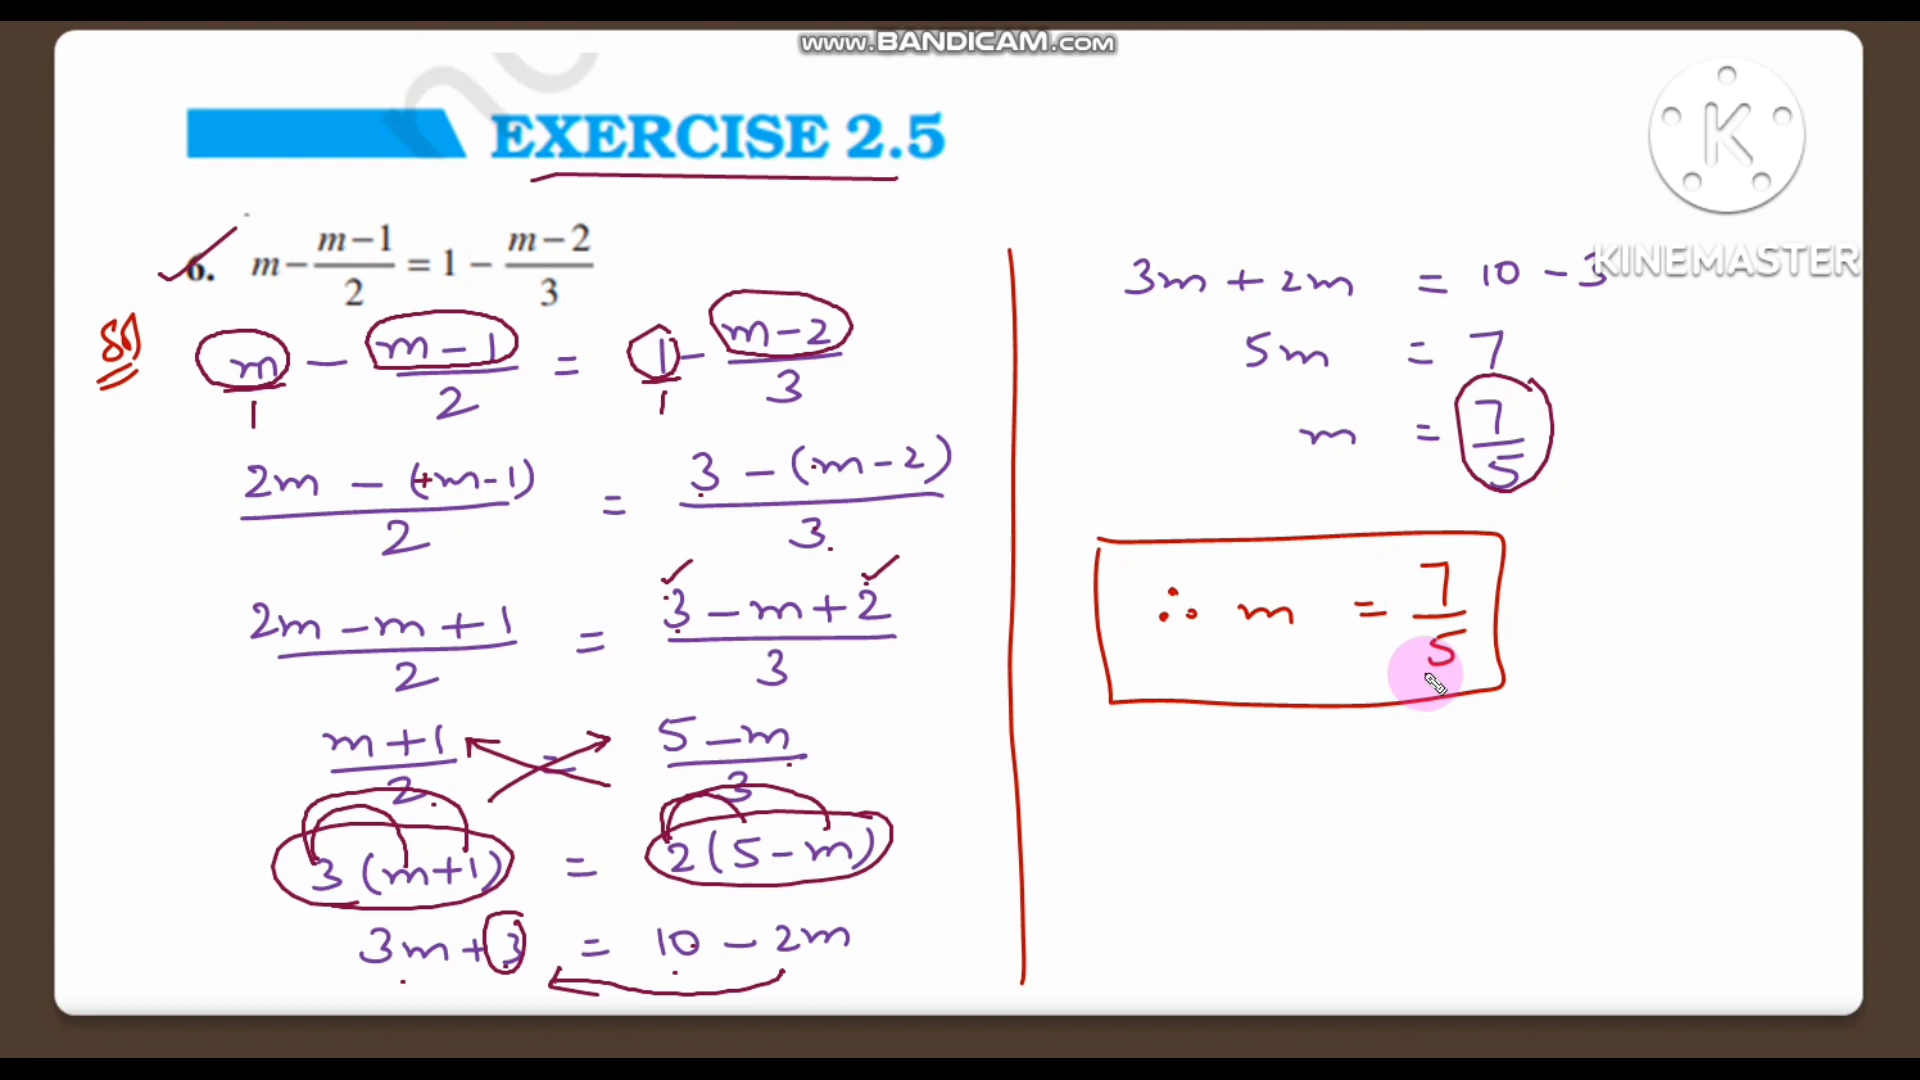 www.BANDICAM.com
EXERCISE 2.5
K
KINEMASTER
6. m − (m−1)/2 = 1 − (m−2)/3
m/1 − (m−1)/2 = 1/1 − (m−2)/3
(2m − (+m−1))/2 = (3 − (m−2))/3
(2m − m + 1)/2 = (3 − m + 2)/3
(m+1)/2 = (5−m)/3
3(m+1) = 2(5−m)
3m+3 = 10 − 2m
3m + 2m = 10 − 3
5m = 7
m = 7/5
∴ m = 7/5